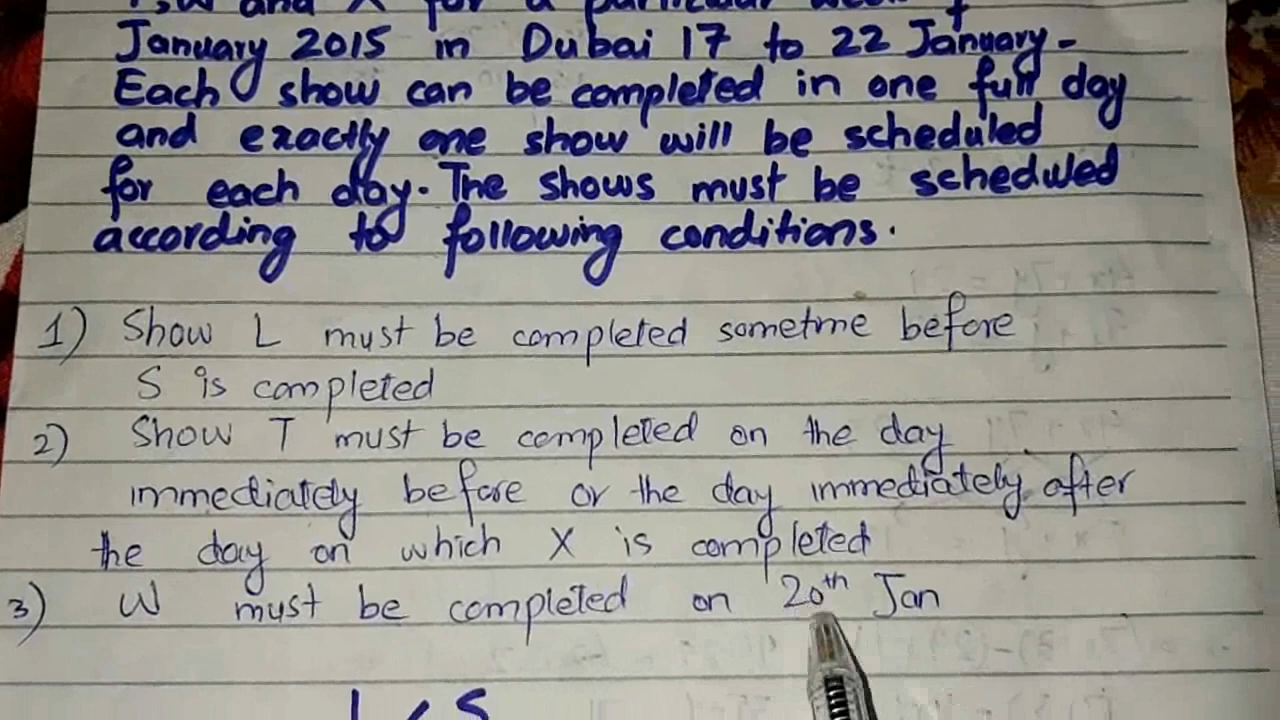 and X for a particular
January 2015 in Dubai 17 to 22 January-
Each show can be completed in one full day
and exactly one show will be scheduled
for each day. The shows must be scheduled
according to following conditions.
1) Show L must be completed sometime before
S is completed
2) Show T must be completed on the day
immediately before or the day immediately after
the day on which X is completed
3) W must be completed on 20th Jan
L < S